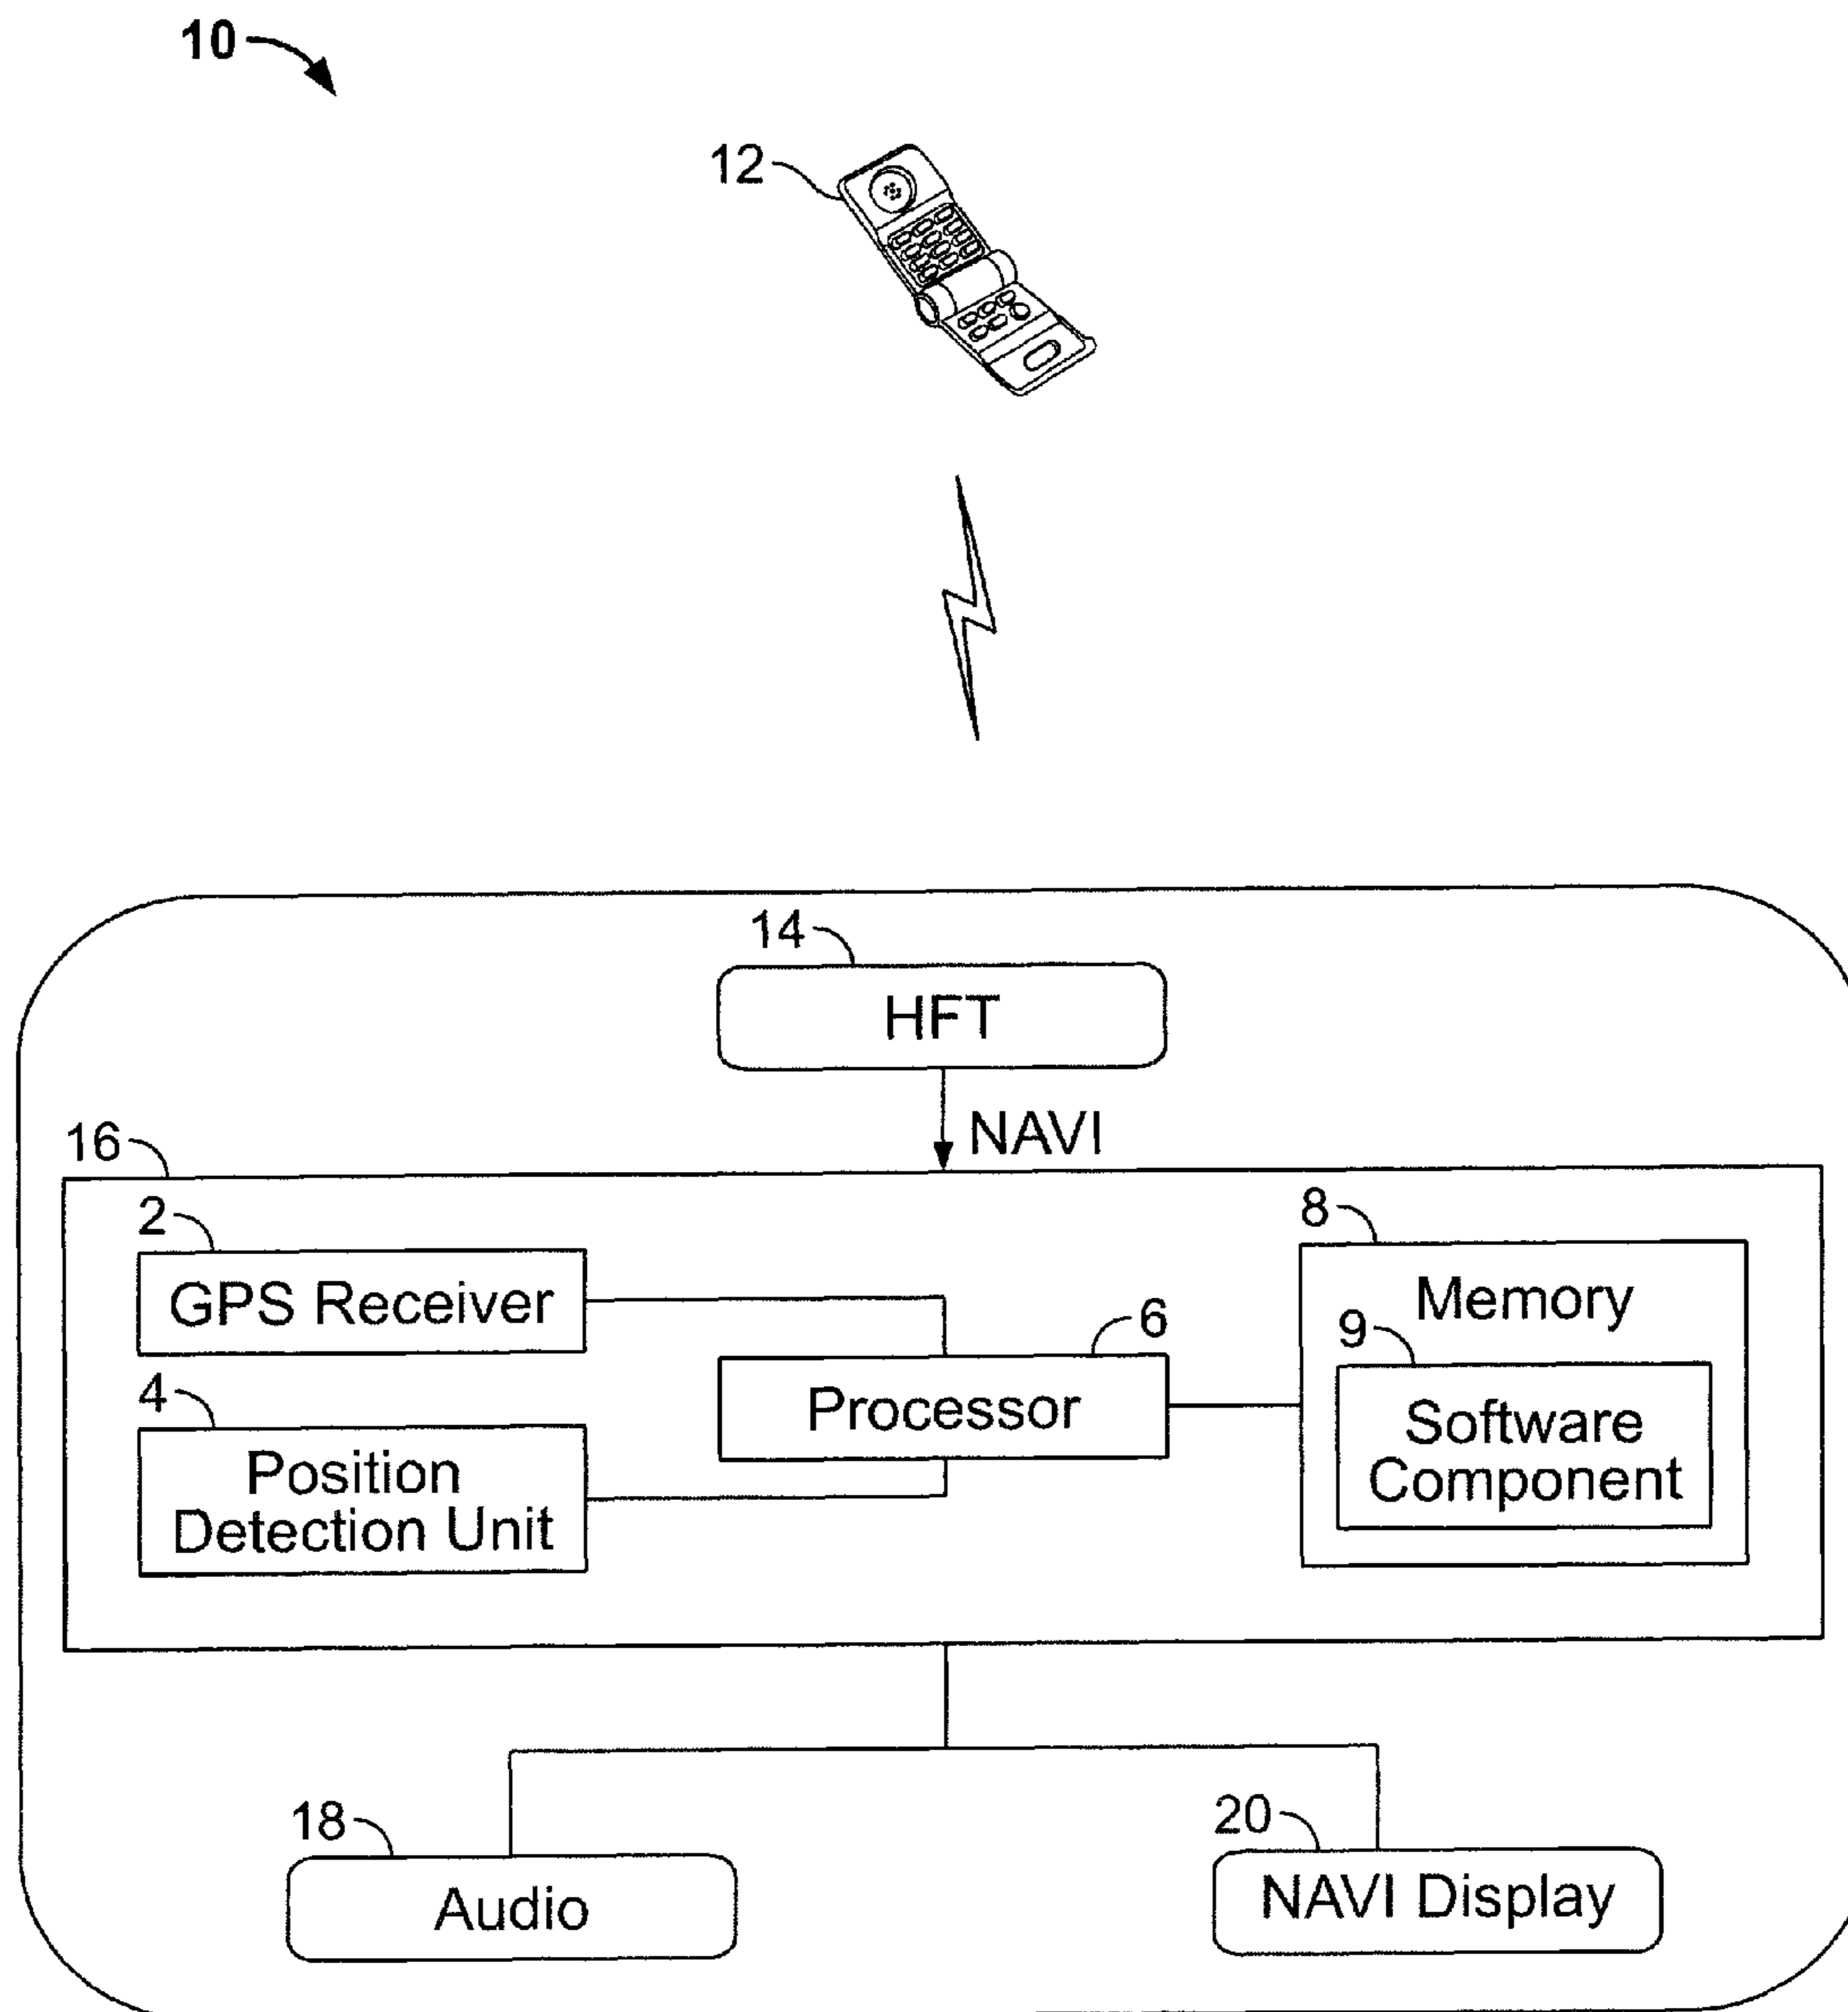 10
12
14
HFT
NAVI
16
2
GPS Receiver
4
Position
Detection Unit
6
Processor
8
Memory
9
Software
Component
18
Audio
20
NAVI Display